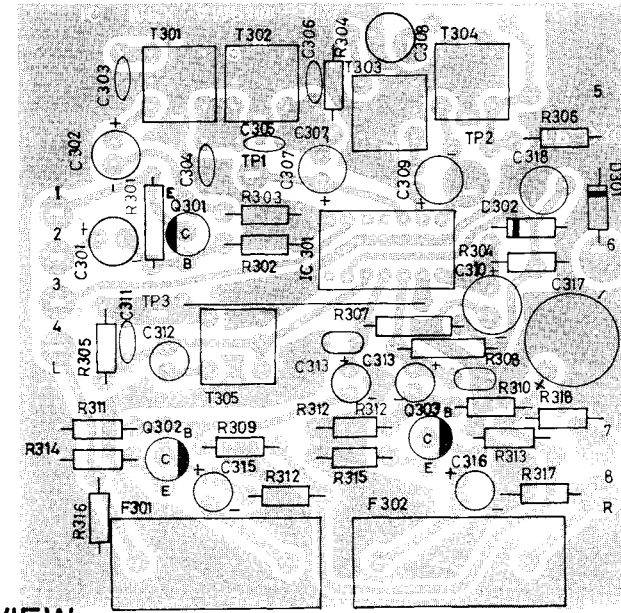 T301
T302
C306
R304
C308
T304
T303
C303
5
C302
+
-
C304
C305
TP1
C307
C307
+
C309
-
+
TP2
R306
C318
D301
1
R301
E
Q301
C
B
R303
R302
IC 301
D302
2
C301
+
-
R304
6
3
C310
+
C317
TP3
4
C311
R305
C312
R307
L
T305
C313
+
-
C313
+
-
R308
R310
R318
R311
R314
Q302
B
C
E
R309
R312
R312
Q303
B
C
E
R313
7
+
C315
-
R312
R315
+
C316
-
R317
8
R
R316
F301
F302